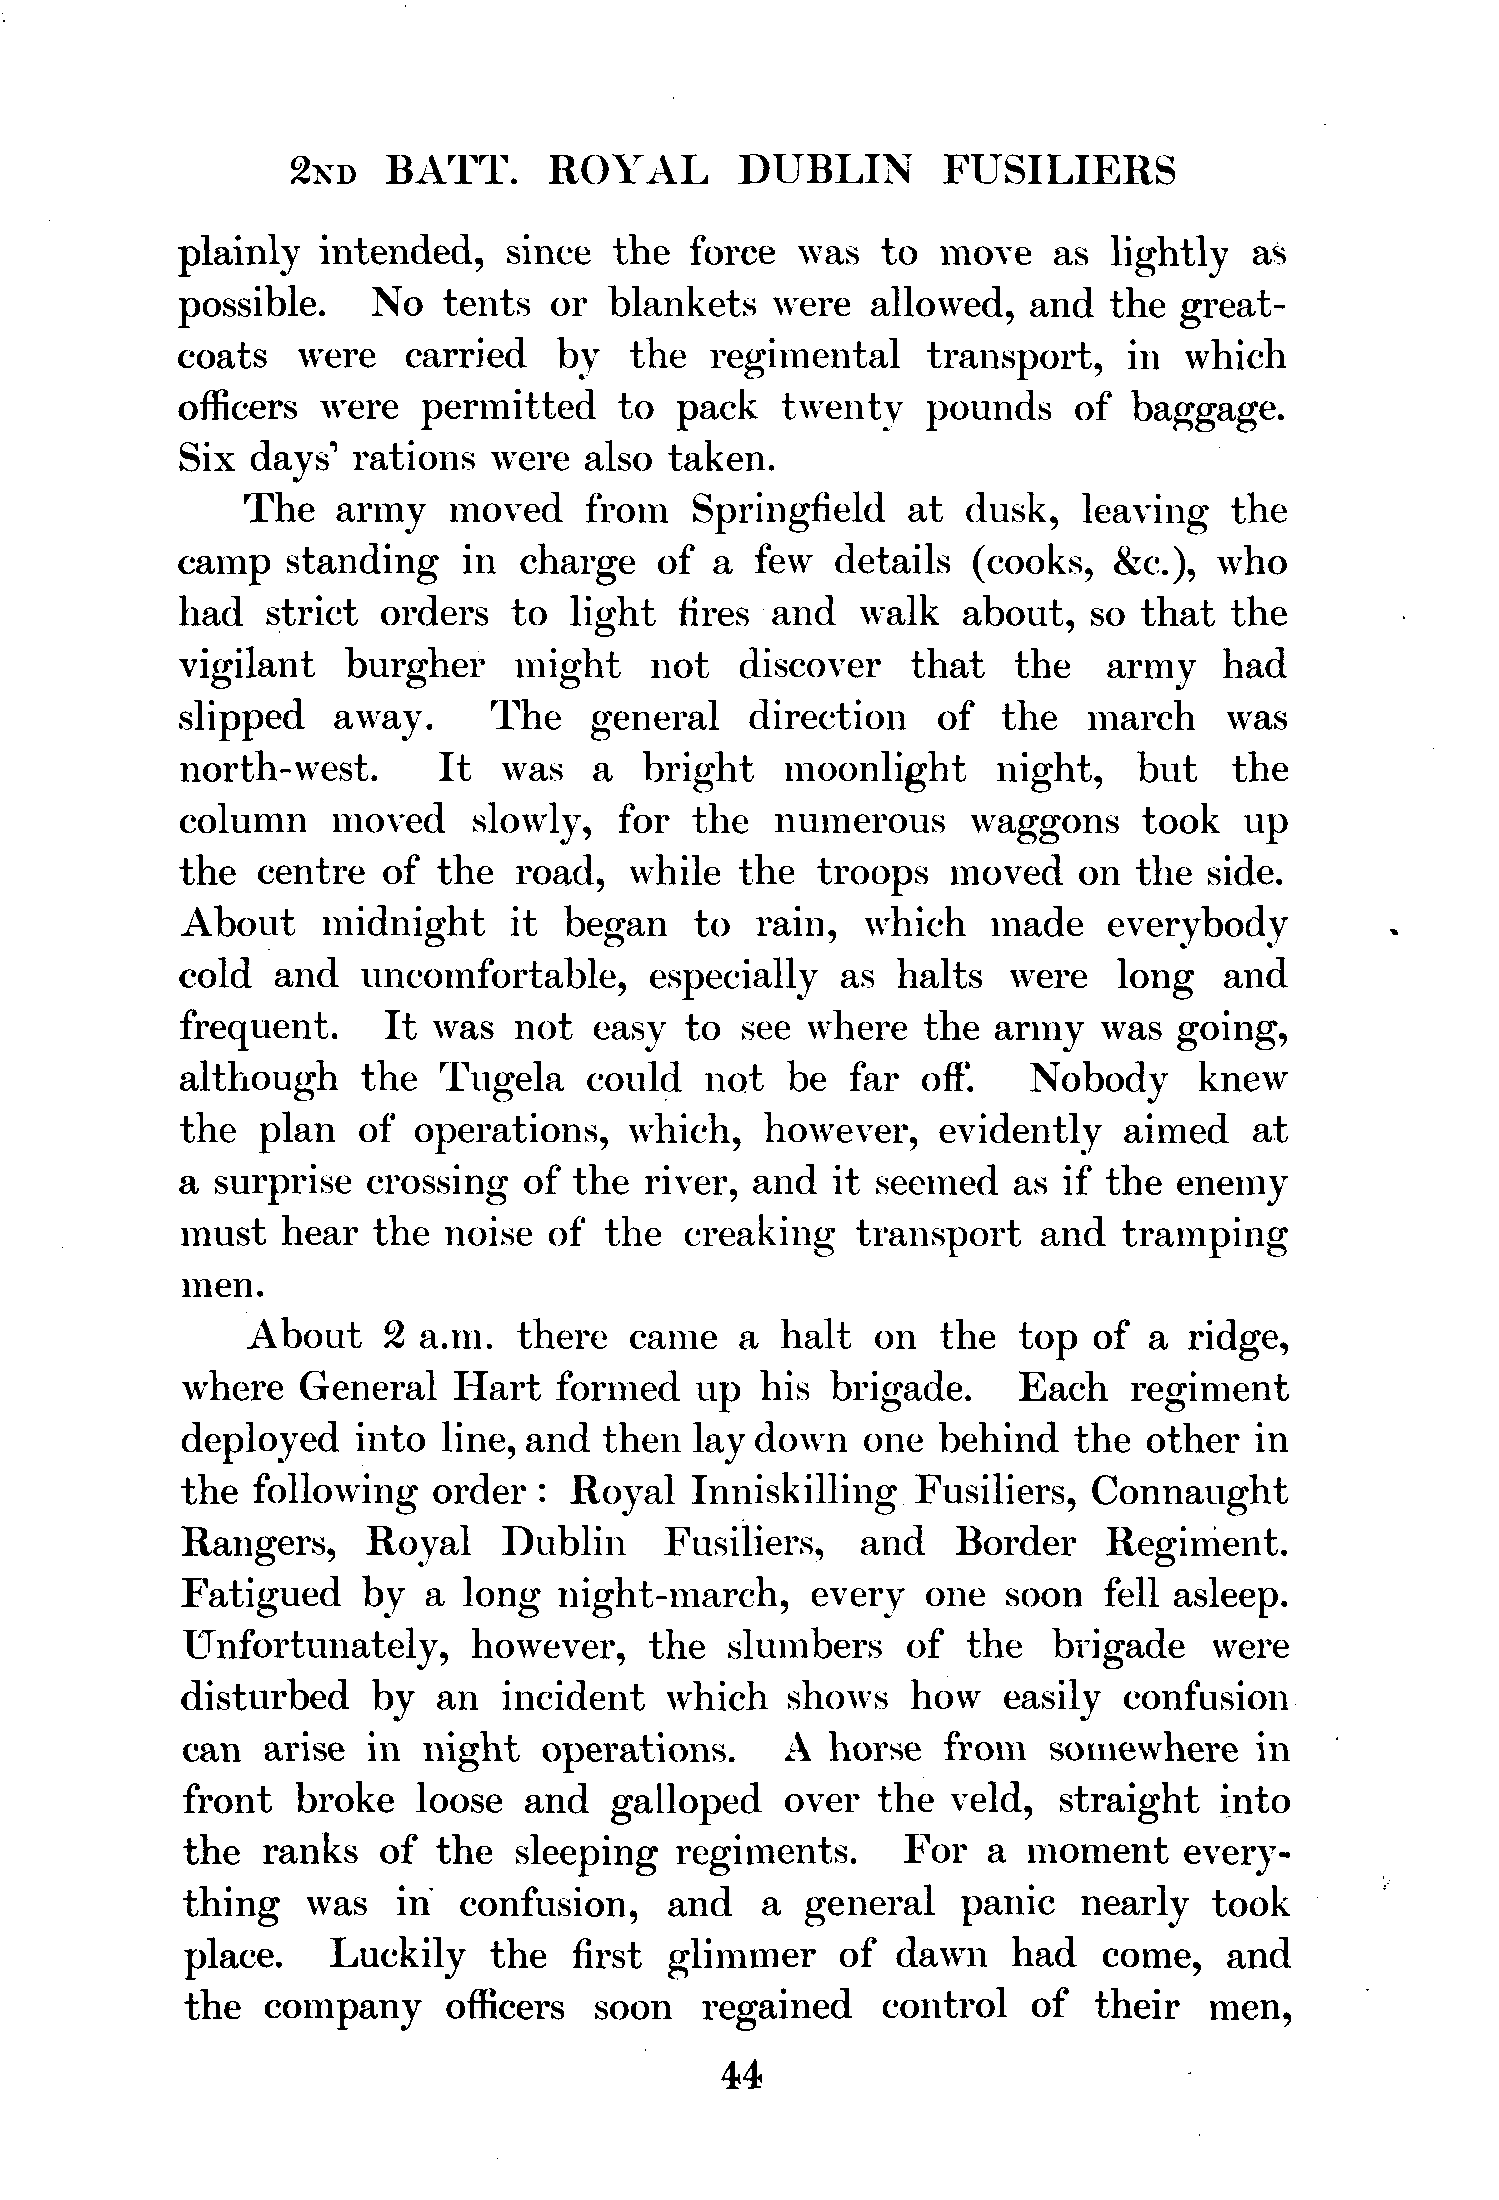 2ND BATT. ROYAL DUBLIN FUSILIERS
plainly intended, since the force was to move as lightly as
possible. No tents or blankets were allowed, and the great-
coats were carried by the regimental transport, in which
officers were permitted to pack twenty pounds of baggage.
Six days' rations were also taken.
The army moved from Springfield at dusk, leaving the
camp standing in charge of a few details (cooks, &c.), who
had strict orders to light fires and walk about, so that the
vigilant burgher might not discover that the army had
slipped away. The general direction of the march was
north-west. It was a bright moonlight night, but the
column moved slowly, for the numerous waggons took up
the centre of the road, while the troops moved on the side.
About midnight it began to rain, which made everybody
cold and uncomfortable, especially as halts were long and
frequent. It was not easy to see where the army was going,
although the Tugela could not be far off. Nobody knew
the plan of operations, which, however, evidently aimed at
a surprise crossing of the river, and it seemed as if the enemy
must hear the noise of the creaking transport and tramping
men.
About 2 a.m. there came a halt on the top of a ridge,
where General Hart formed up his brigade. Each regiment
deployed into line, and then lay down one behind the other in
the following order : Royal Inniskilling Fusiliers, Connaught
Rangers, Royal Dublin Fusiliers, and Border Regiment.
Fatigued by a long night-march, every one soon fell asleep.
Unfortunately, however, the slumbers of the brigade were
disturbed by an incident which shows how easily confusion
can arise in night operations. A horse from somewhere in
front broke loose and galloped over the veld, straight into
the ranks of the sleeping regiments. For a moment every-
thing was in confusion, and a general panic nearly took
place. Luckily the first glimmer of dawn had come, and
the company officers soon regained control of their men,
44